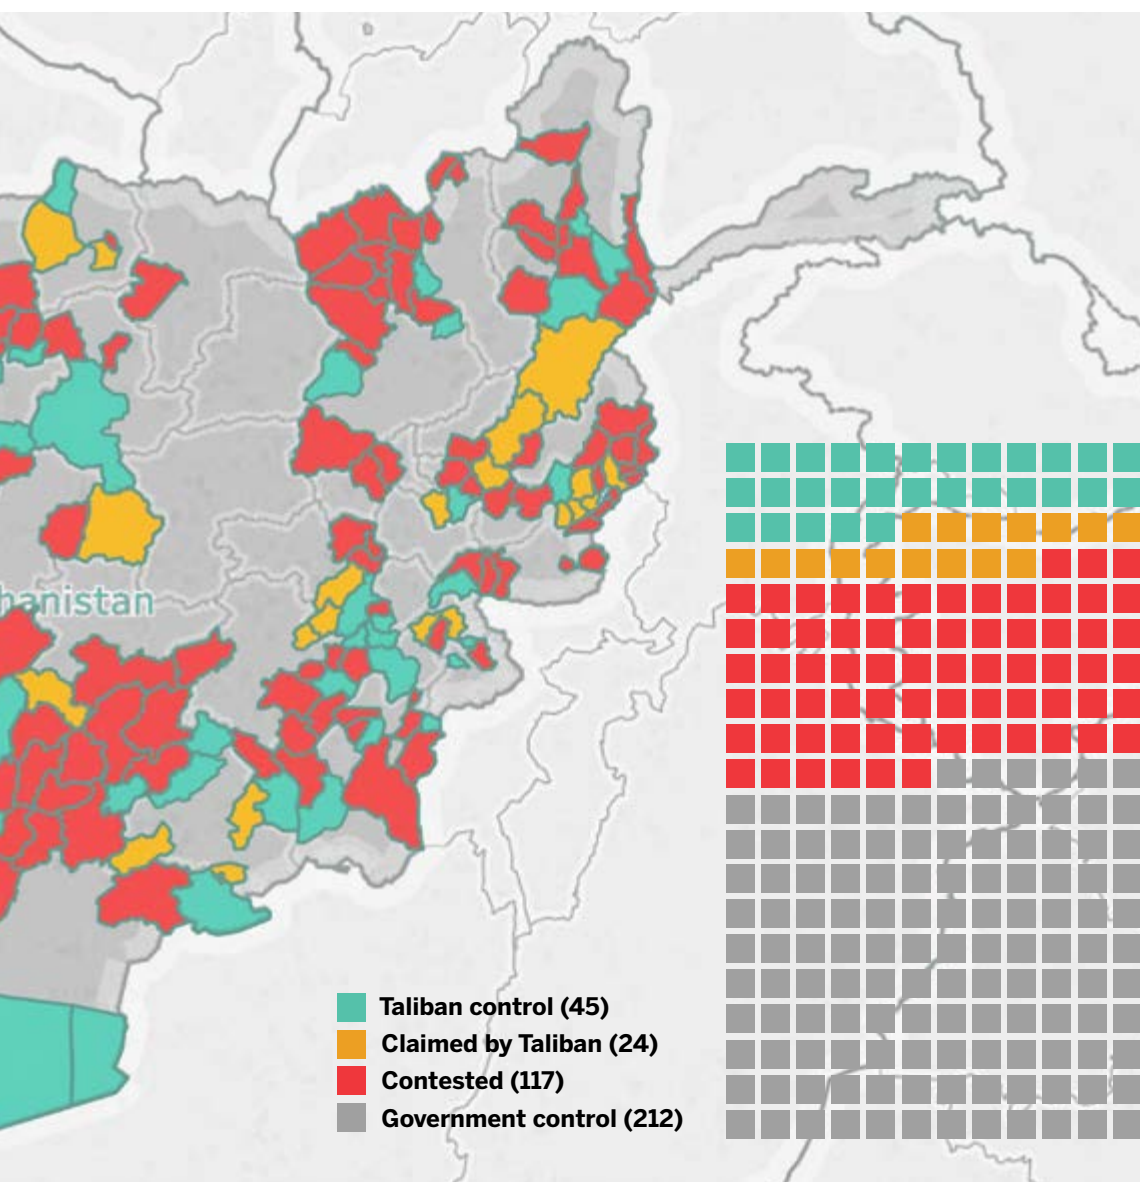 hanistan
Taliban control (45)
Claimed by Taliban (24)
Contested (117)
Government control (212)